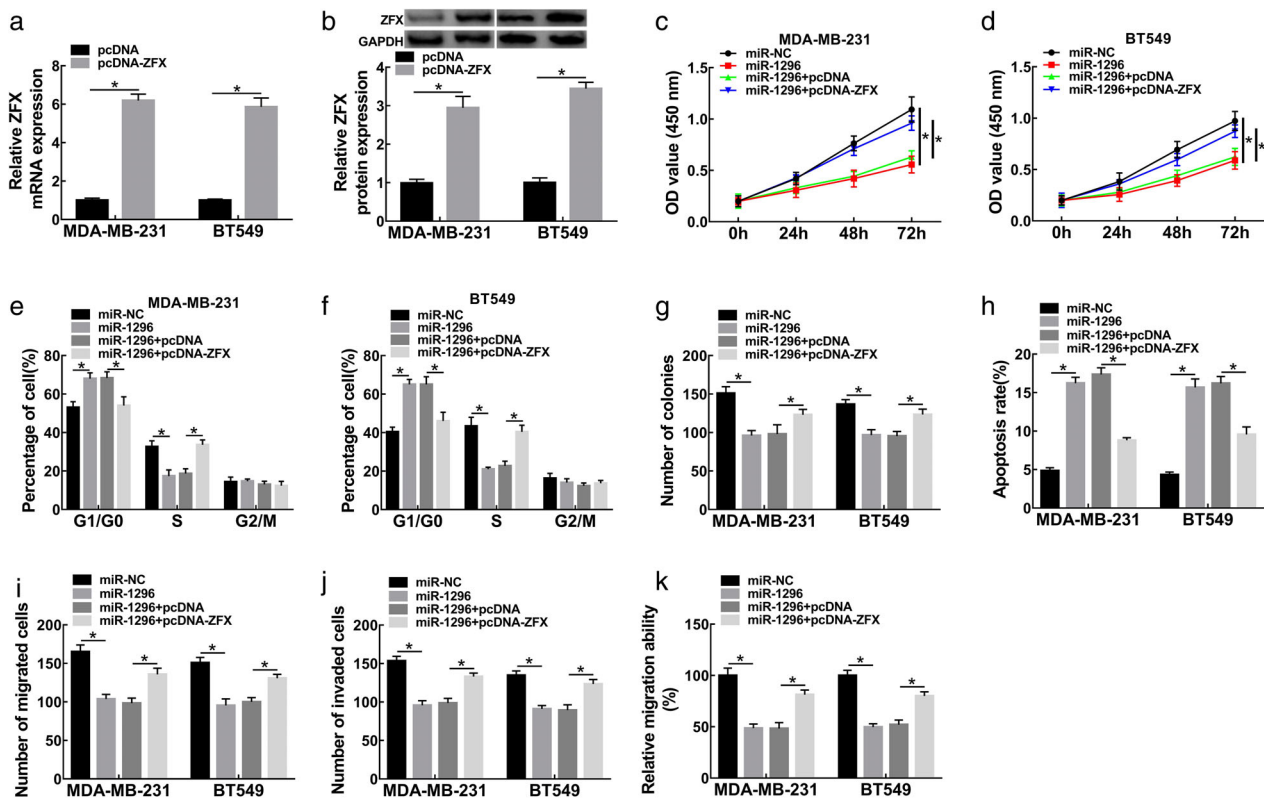 a
pcDNA
pcDNA-ZFX
Relative ZFX
mRNA expression
8
6
4
2
0
*
*
MDA-MB-231
BT549
b
ZFX
GAPDH
pcDNA
pcDNA-ZFX
Relative ZFX
protein expression
4
3
2
1
0
*
*
MDA-MB-231
BT549
c
MDA-MB-231
miR-NC
miR-1296
miR-1296+pcDNA
miR-1296+pcDNA-ZFX
OD value (450 nm)
1.5
1.0
0.5
0.0
*
*
0h
24h
48h
72h
d
BT549
miR-NC
miR-1296
miR-1296+pcDNA
miR-1296+pcDNA-ZFX
OD value (450 nm)
1.5
1.0
0.5
0.0
*
*
0h
24h
48h
72h
e
MDA-MB-231
miR-NC
miR-1296
miR-1296+pcDNA
miR-1296+pcDNA-ZFX
Percentage of cell(%)
80
60
40
20
0
*
*
*
*
G1/G0
S
G2/M
f
BT549
miR-NC
miR-1296
miR-1296+pcDNA
miR-1296+pcDNA-ZFX
Percentage of cell(%)
80
60
40
20
0
*
*
*
*
G1/G0
S
G2/M
g
miR-NC
miR-1296
miR-1296+pcDNA
miR-1296+pcDNA-ZFX
Number of colonies
200
150
100
50
0
*
*
*
*
MDA-MB-231
BT549
h
miR-NC
miR-1296
miR-1296+pcDNA
miR-1296+pcDNA-ZFX
Apoptosis rate(%)
20
15
10
5
0
*
*
*
*
MDA-MB-231
BT549
i
miR-NC
miR-1296
miR-1296+pcDNA
miR-1296+pcDNA-ZFX
Number of migrated cells
200
150
100
50
0
*
*
*
*
MDA-MB-231
BT549
j
miR-NC
miR-1296
miR-1296+pcDNA
miR-1296+pcDNA-ZFX
Number of invaded cells
200
150
100
50
0
*
*
*
*
MDA-MB-231
BT549
k
miR-NC
miR-1296
miR-1296+pcDNA
miR-1296+pcDNA-ZFX
Relative migration ability
(%)
150
100
50
0
*
*
*
*
MDA-MB-231
BT549